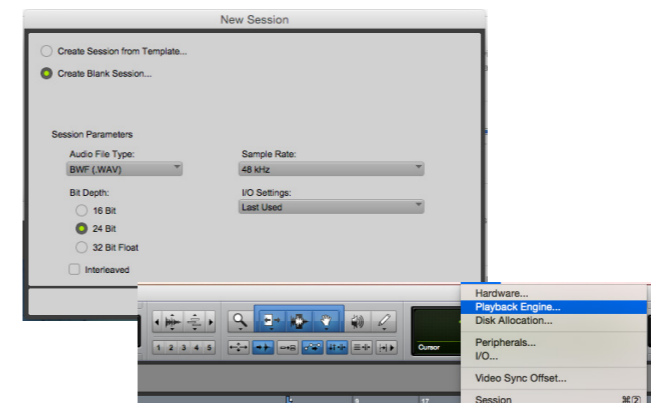 New Session
Create Session from Template...
Create Blank Session...
Session Parameters
Audio File Type:
BWF (.WAV)
Sample Rate:
48 kHz
Bit Depth:
16 Bit
24 Bit
32 Bit Float
I/O Settings:
Last Used
Interleaved
Hardware...
Playback Engine...
Disk Allocation...
Peripherals...
I/O...
Video Sync Offset...
Session ⌘2
1 2 3 4 5
Cursor
9 17